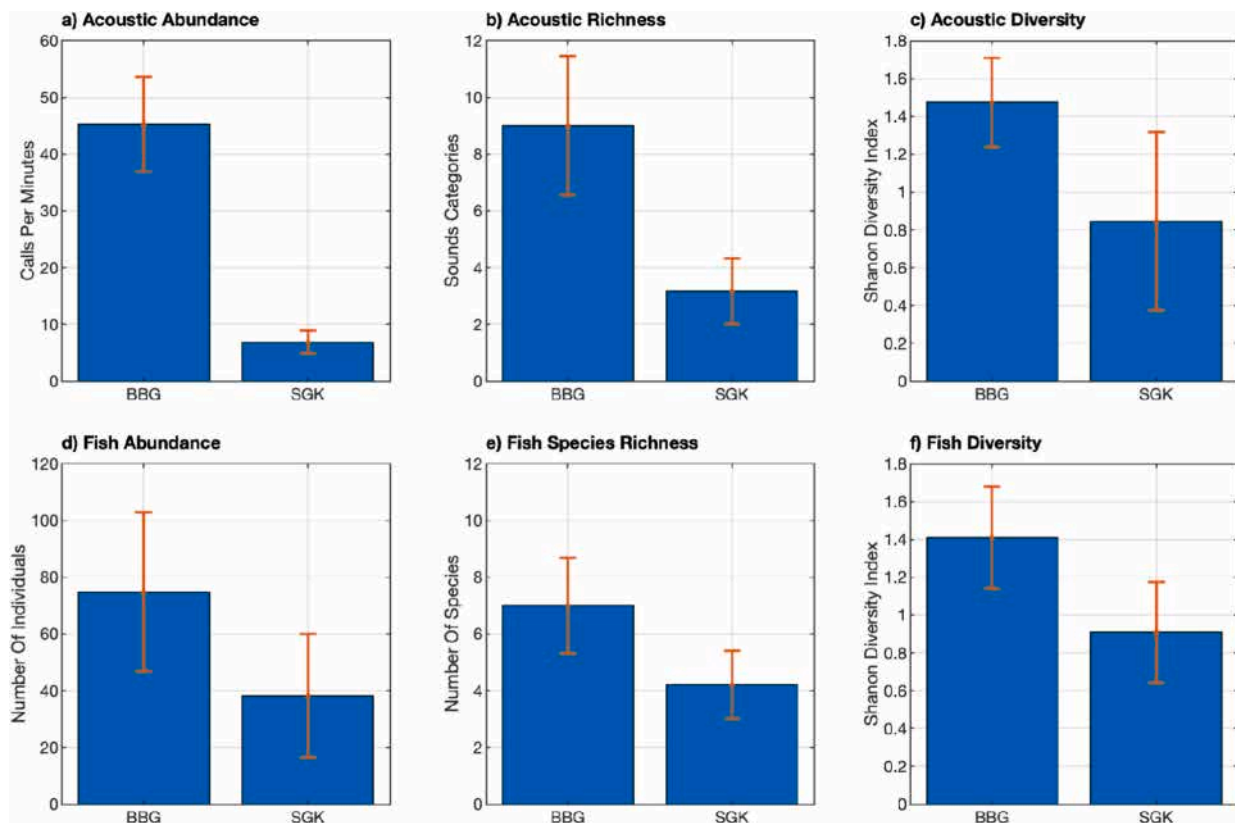 a) Acoustic Abundance
60
50
40
30
20
10
0
Calls Per Minutes
BBG
SGK
b) Acoustic Richness
12
10
8
6
4
2
0
Sounds Categories
BBG
SGK
c) Acoustic Diversity
1.8
1.6
1.4
1.2
1
0.8
0.6
0.4
0.2
0
Shanon Diversity Index
BBG
SGK
d) Fish Abundance
120
100
80
60
40
20
0
Number Of Individuals
BBG
SGK
e) Fish Species Richness
12
10
8
6
4
2
0
Number Of Species
BBG
SGK
f) Fish Diversity
1.8
1.6
1.4
1.2
1
0.8
0.6
0.4
0.2
0
Shanon Diversity Index
BBG
SGK